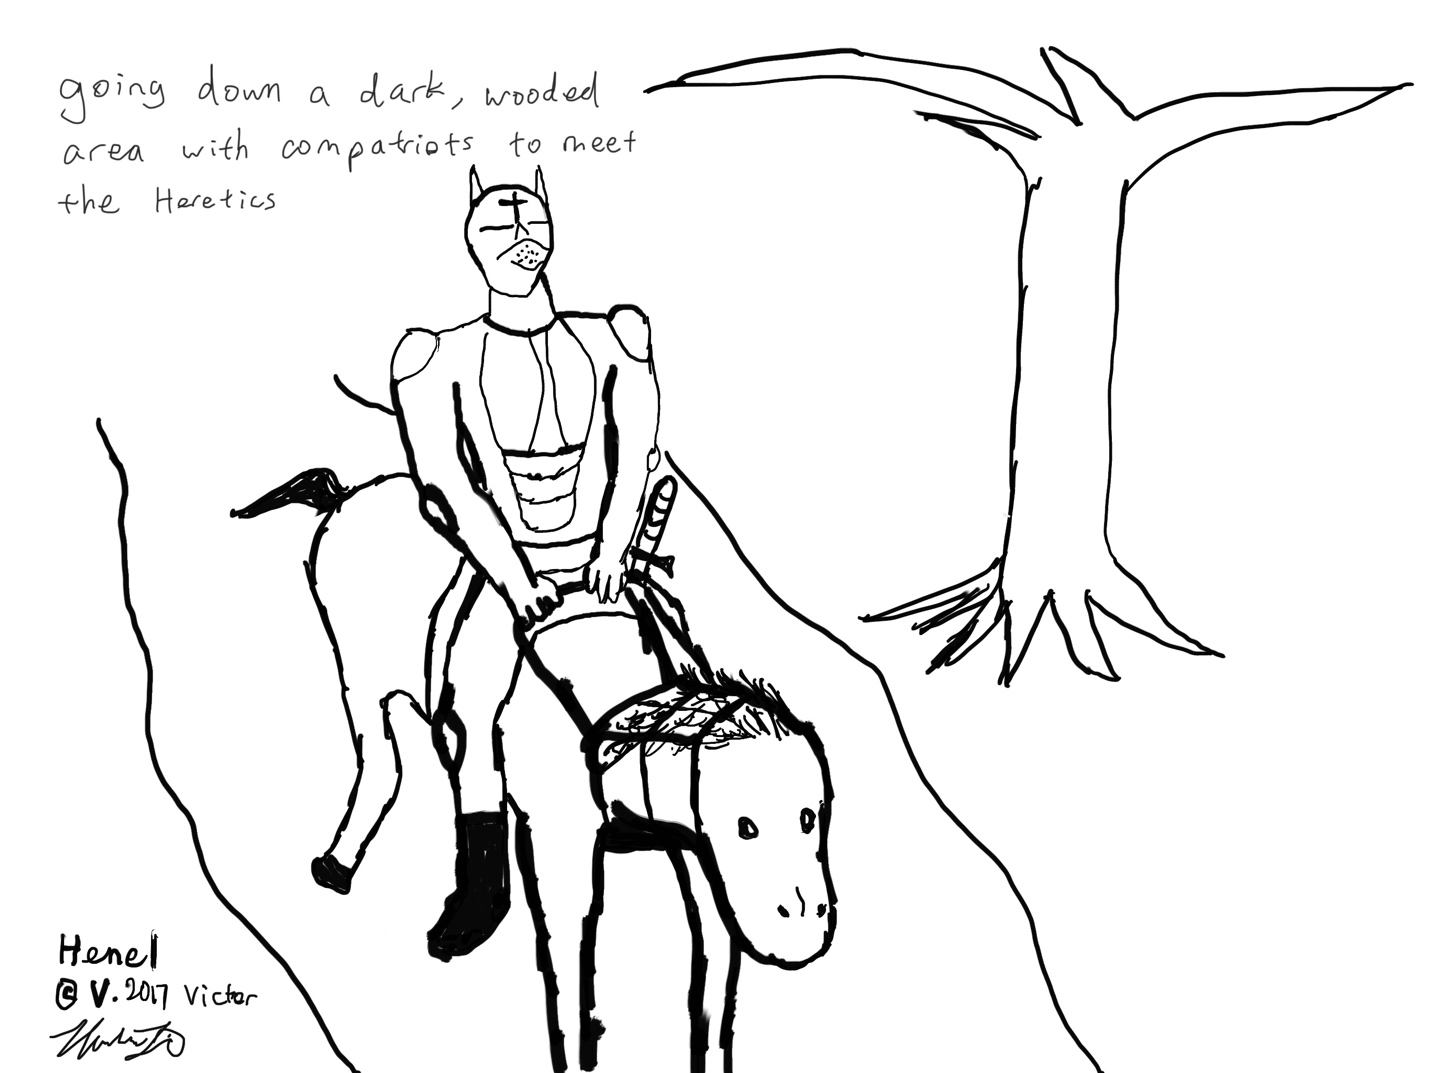 going down a dark, wooded
area with compatriots to meet
the Heretics
Henel
© V. 2017 Victor